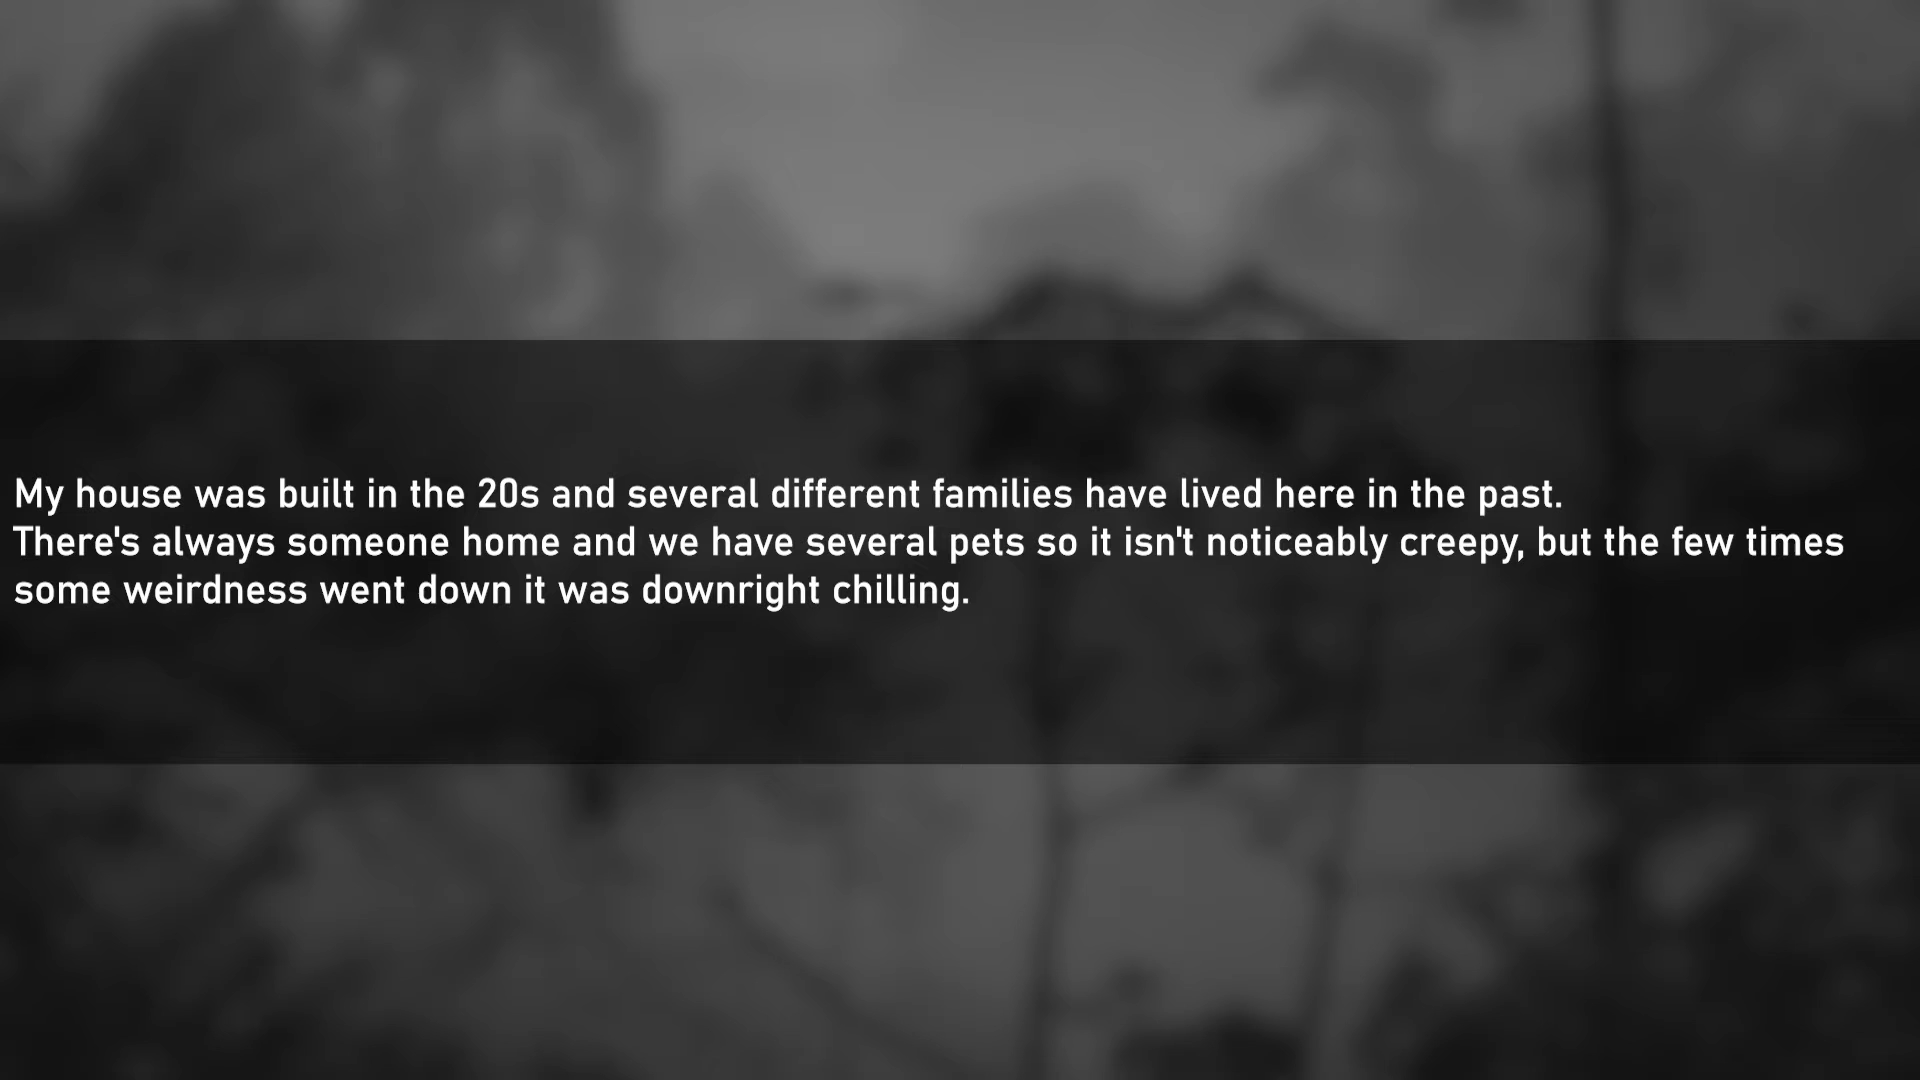 My house was built in the 20s and several different families have lived here in the past.
There's always someone home and we have several pets so it isn't noticeably creepy, but the few times
some weirdness went down it was downright chilling.